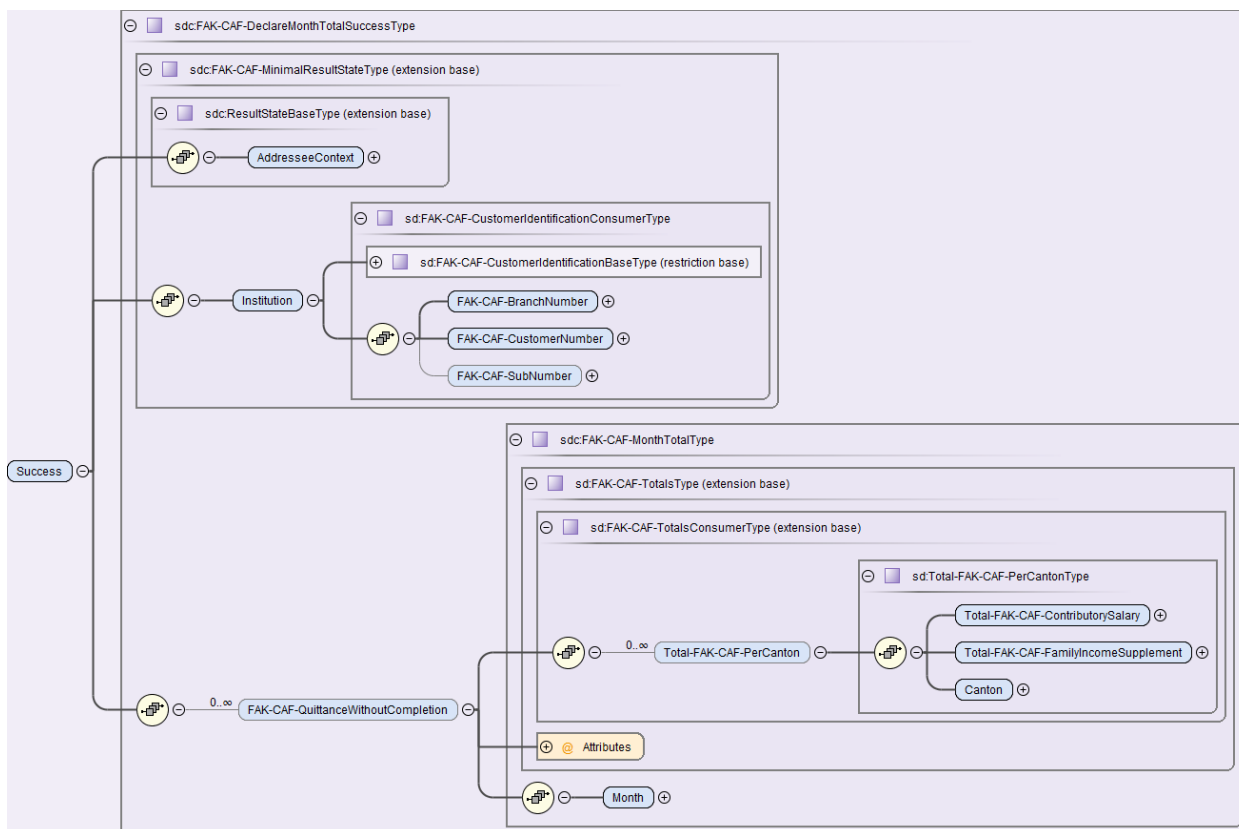 sdc:FAK-CAF-DeclareMonthTotalSuccessType
sdc:FAK-CAF-MinimalResultStateType (extension base)
sdc:ResultStateBaseType (extension base)
AddresseeContext
sd:FAK-CAF-CustomerIdentificationConsumerType
sd:FAK-CAF-CustomerIdentificationBaseType (restriction base)
Institution
FAK-CAF-BranchNumber
FAK-CAF-CustomerNumber
FAK-CAF-SubNumber
sdc:FAK-CAF-MonthTotalType
Success
sd:FAK-CAF-TotalsType (extension base)
sd:FAK-CAF-TotalsConsumerType (extension base)
sd:Total-FAK-CAF-PerCantonType
Total-FAK-CAF-ContributorySalary
0..∞ Total-FAK-CAF-PerCanton
Total-FAK-CAF-FamilyIncomeSupplement
Canton
0..∞ FAK-CAF-QuittanceWithoutCompletion
@ Attributes
Month